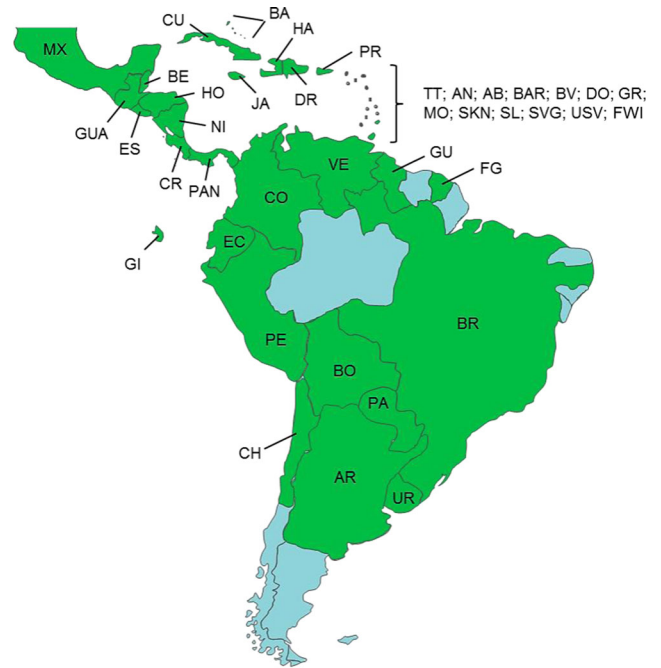 BA
CU
HA
MX
PR
BE
HO
JA
DR
TT; AN; AB; BAR; BV; DO; GR;
MO; SKN; SL; SVG; USV; FWI
GUA
NI
ES
GU
VE
FG
CR
PAN
CO
EC
GI
BR
PE
BO
PA
CH
AR
UR